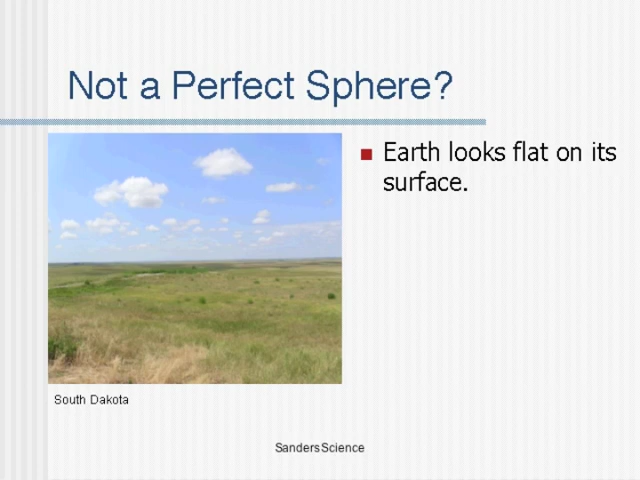 Not a Perfect Sphere?
Earth looks flat on its
surface.
South Dakota
SandersScience